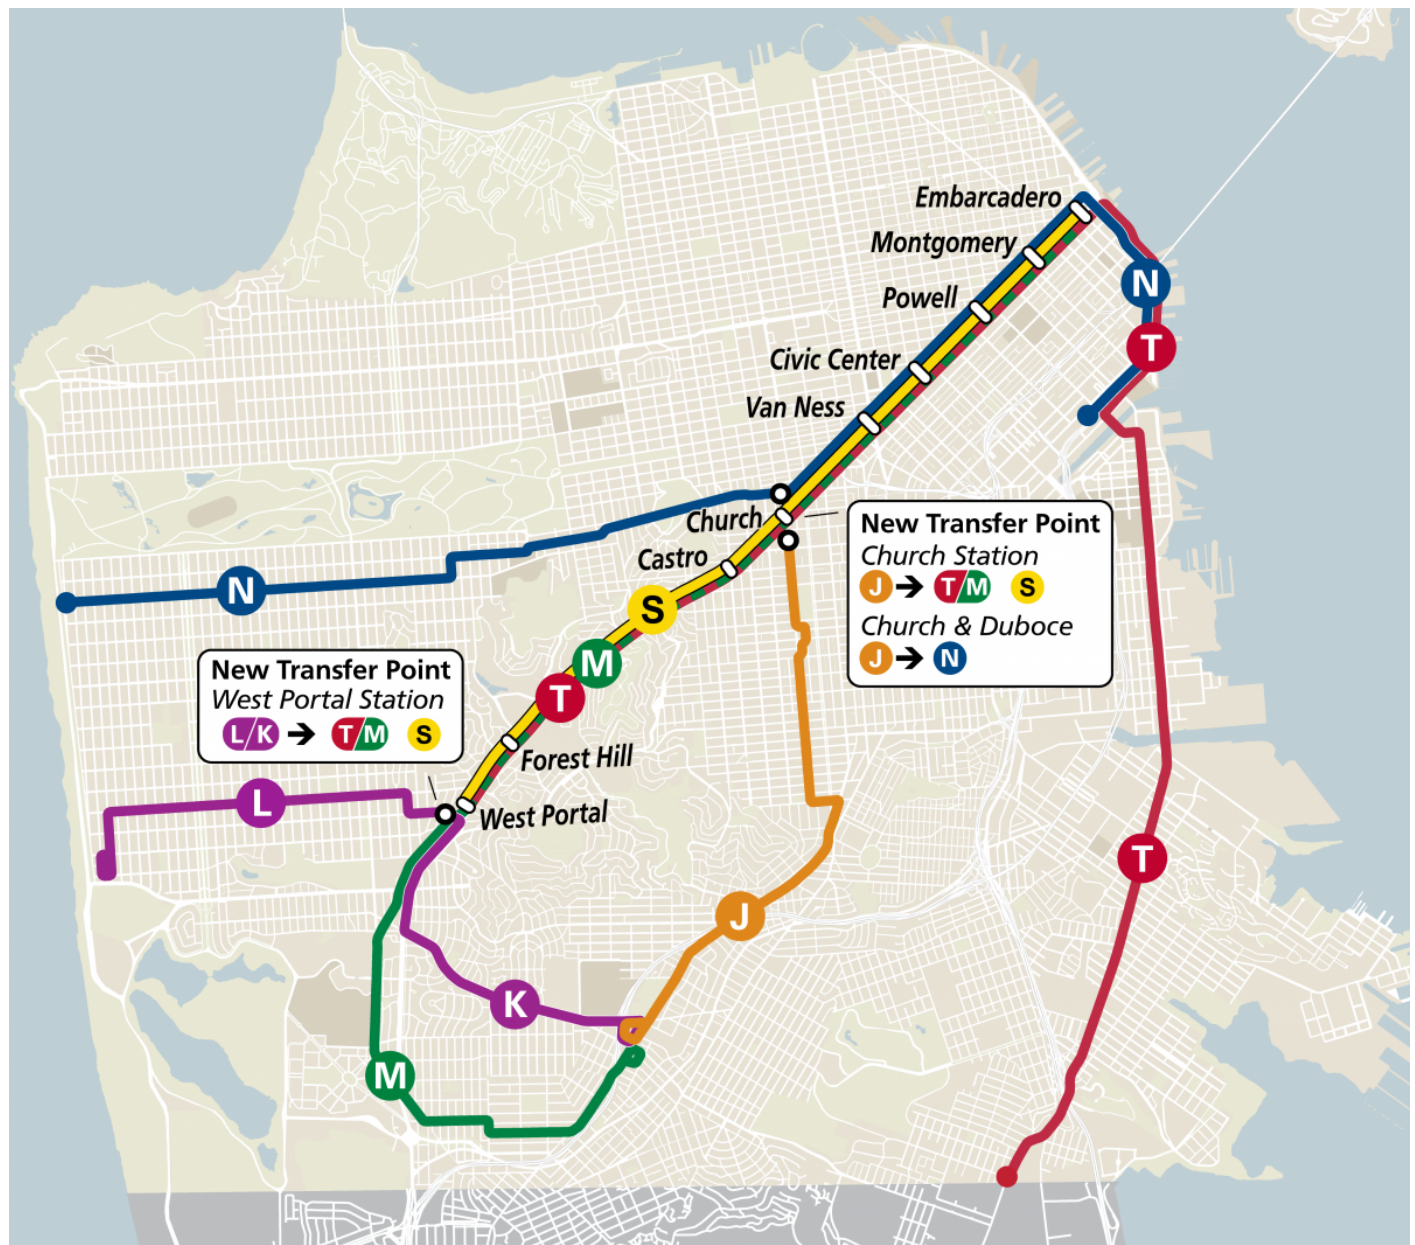 Embarcadero
Montgomery
Powell
Civic Center
Van Ness
Church
Castro
Forest Hill
West Portal
N
T
N
S
M
T
L
K
M
J
T
New Transfer Point
Church Station
J → T/M S
Church & Duboce
J → N
New Transfer Point
West Portal Station
L/K → T/M S